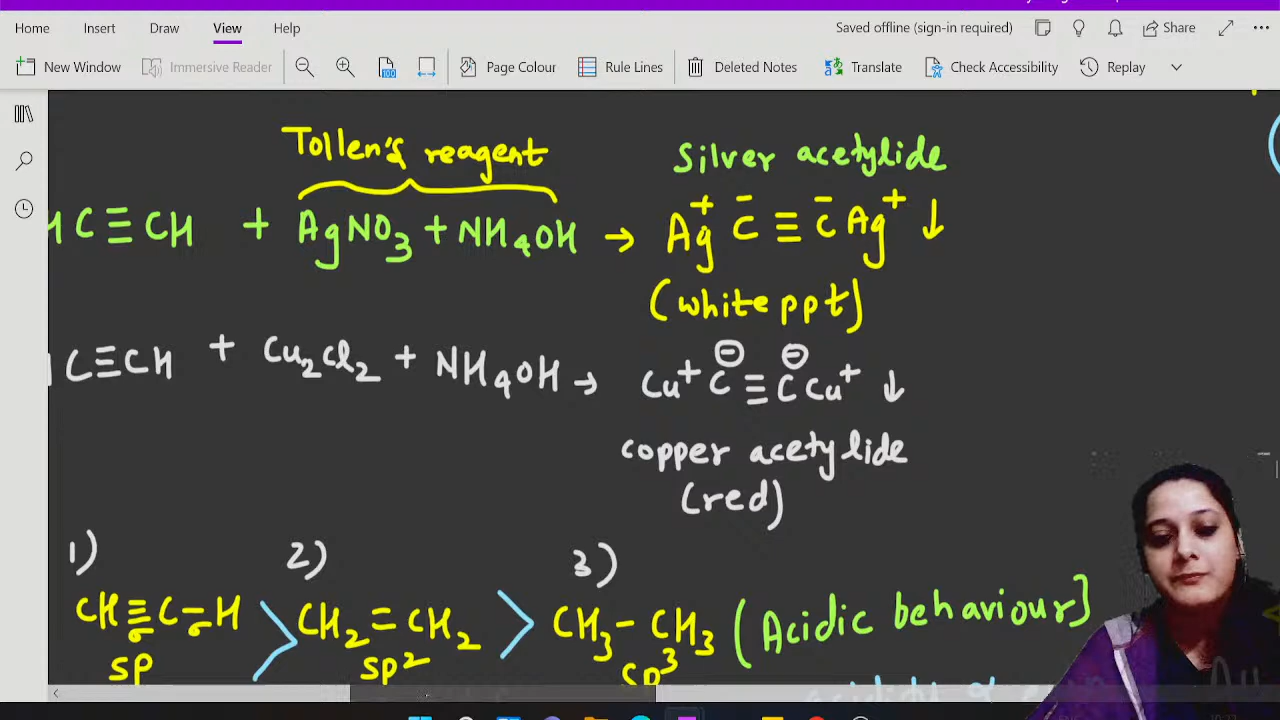 Home Insert Draw View Help Saved offline (sign-in required) Share
New Window Immersive Reader Page Colour Rule Lines Deleted Notes Translate Check Accessibility Replay
Tollen's reagent
Silver acetylide
HC≡CH + AgNO3 + NH4OH → Ag+ C̄ ≡ C̄ Ag+ ↓
(white ppt)
C≡CH + Cu2Cl2 + NH4OH → Cu+ C⊖ ≡ C⊖ Cu+ ↓
copper acetylide
(red)
1) 2) 3)
CH≡C-H > CH2=CH2 > CH3-CH3 (Acidic behaviour]
sp sp2 sp3